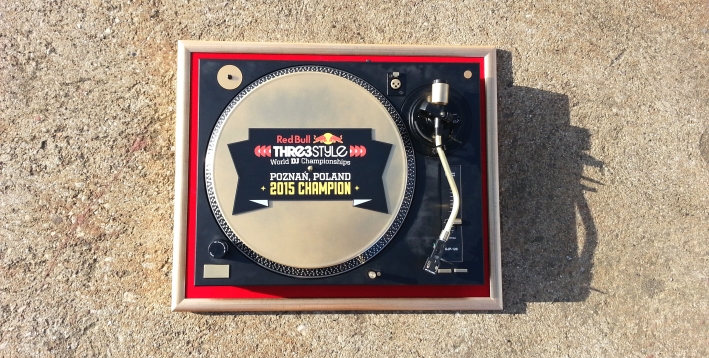 Red Bull
THRE3STYLE
World DJ Championships
POZNAŃ, POLAND
2015 CHAMPION